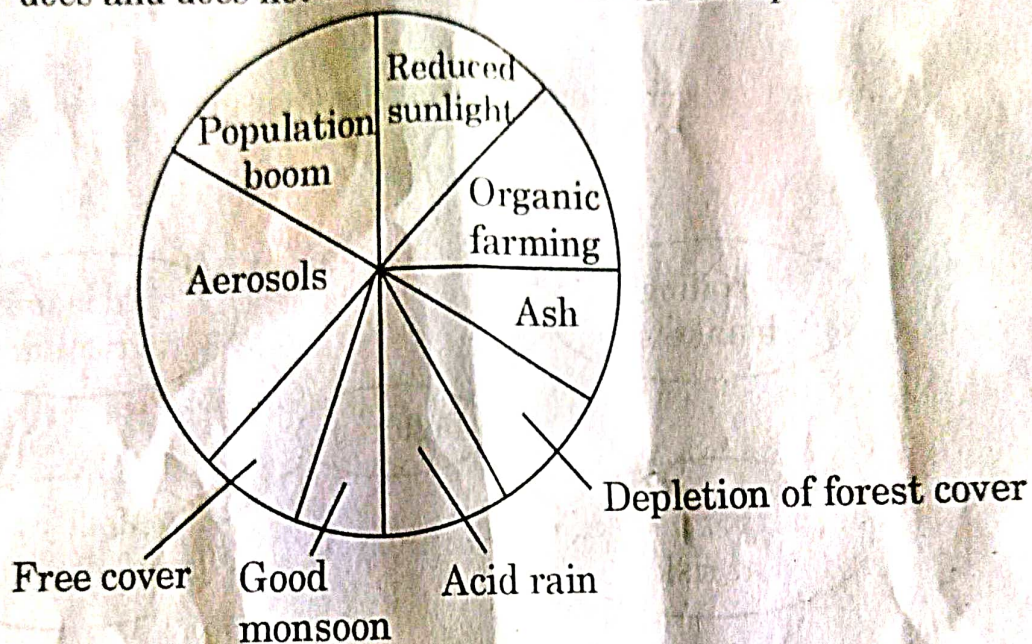 Reduced
sunlight
Population
boom
Organic
farming
Aerosols
Ash
Depletion of forest cover
Free cover
Good
monsoon
Acid rain